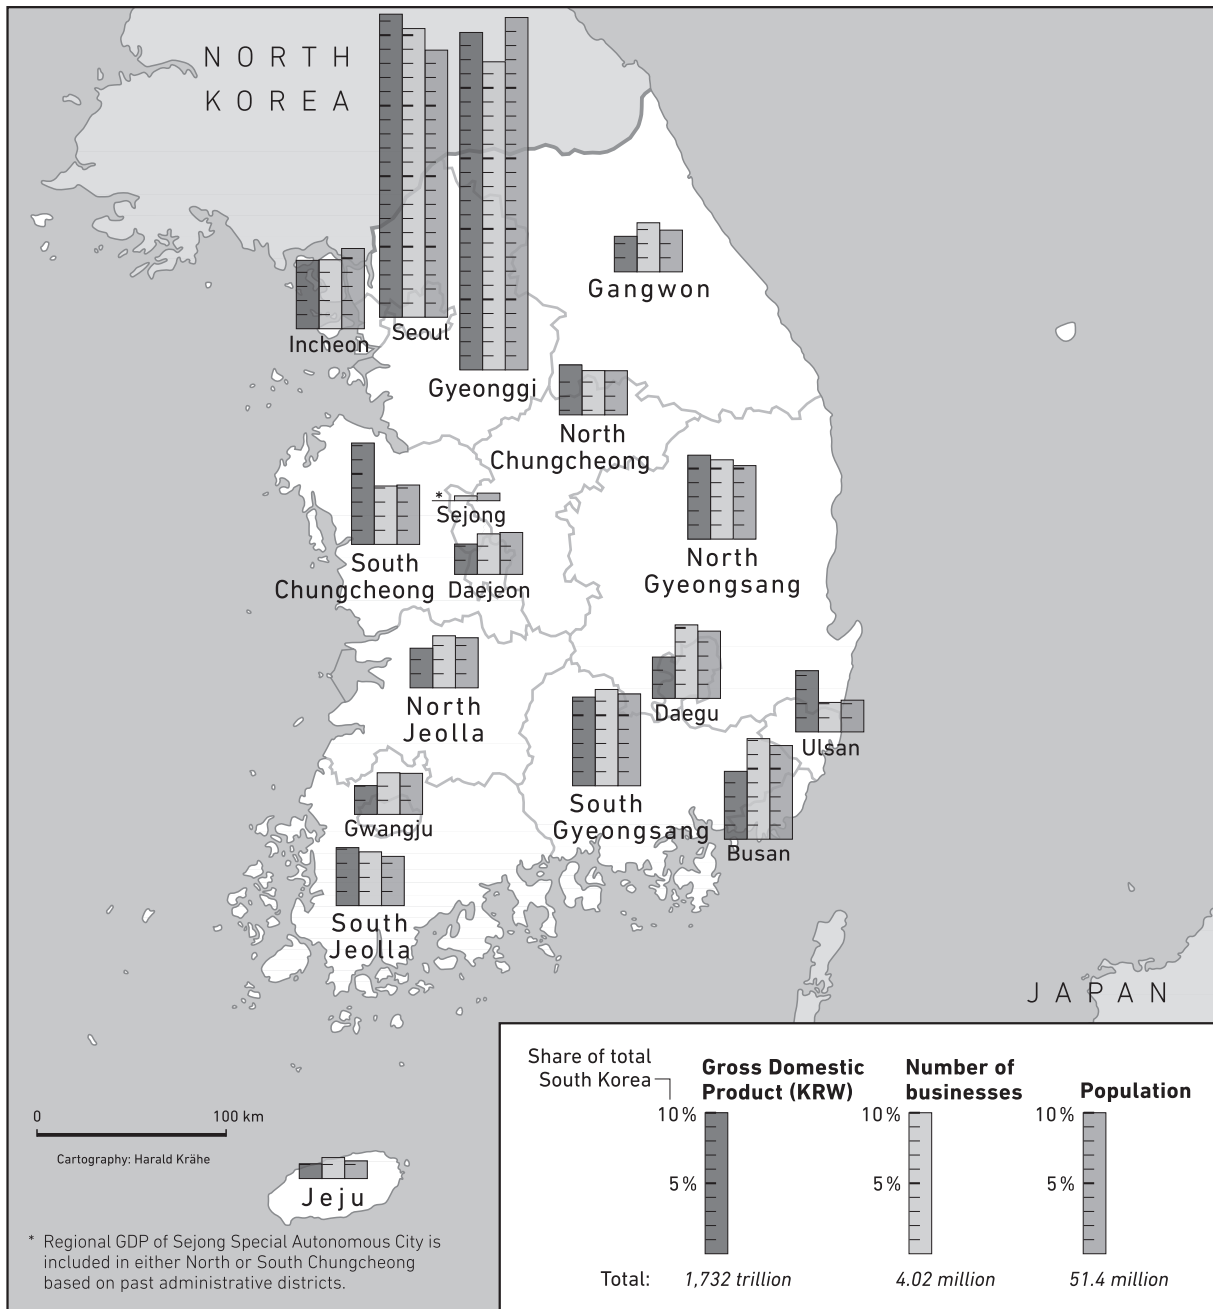 NORTH
KOREA
Gangwon
Incheon
Seoul
Gyeonggi
North
Chungcheong
*
Sejong
South
Chungcheong
Daejeon
North
Gyeongsang
North
Jeolla
Daegu
Ulsan
South
Gyeongsang
Gwangju
Busan
South
Jeolla
JAPAN
Share of total
South Korea
Gross Domestic
Product (KRW)
Number of
businesses
Population
10%
10%
10%
5%
5%
5%
Total:
1,732 trillion
4.02 million
51.4 million
0
100 km
Cartography: Harald Krähe
Jeju
* Regional GDP of Sejong Special Autonomous City is
included in either North or South Chungcheong
based on past administrative districts.